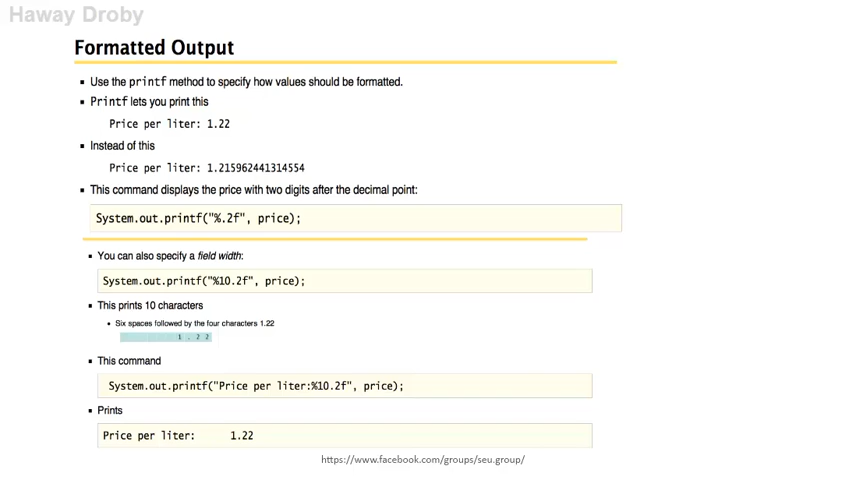 Haway Droby
Formatted Output
Use the printf method to specify how values should be formatted.
Printf lets you print this
Price per liter: 1.22
Instead of this
Price per liter: 1.215962441314554
This command displays the price with two digits after the decimal point:
System.out.printf("%.2f", price);
You can also specify a field width:
System.out.printf("%10.2f", price);
This prints 10 characters
Six spaces followed by the four characters 1.22
1 . 2 2
This command
System.out.printf("Price per liter:%10.2f", price);
Prints
Price per liter:      1.22
https://www.facebook.com/groups/seu.group/